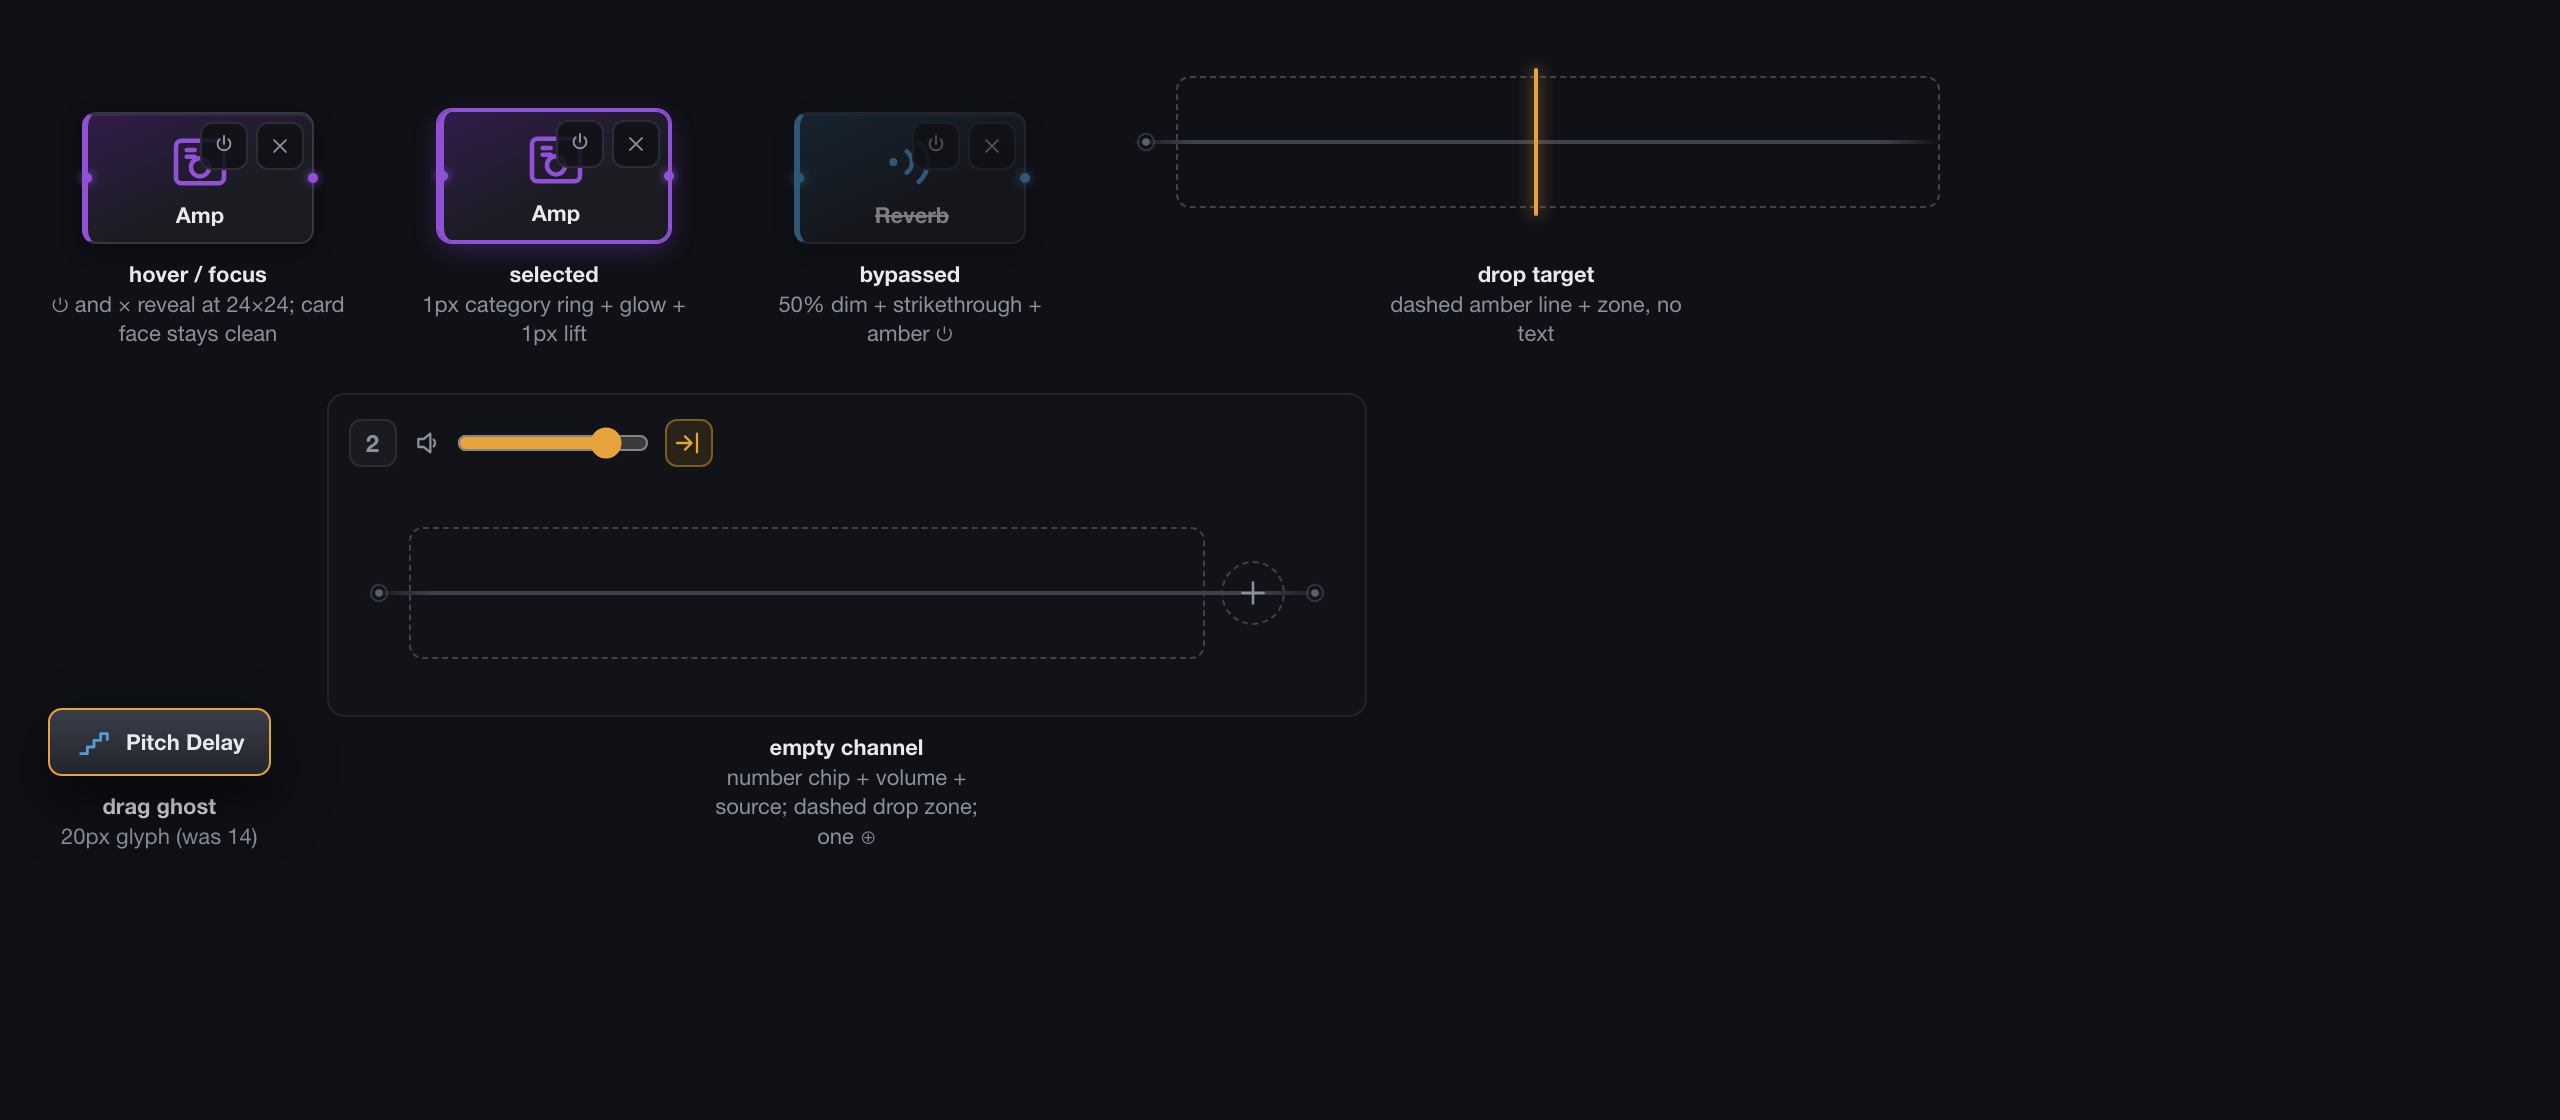 Amp
hover / focus
⏻ and × reveal at 24×24; card
face stays clean
Amp
selected
1px category ring + glow +
1px lift
Reverb
bypassed
50% dim + strikethrough +
amber ⏻
drop target
dashed amber line + zone, no
text
2
Pitch Delay
drag ghost
20px glyph (was 14)
empty channel
number chip + volume +
source; dashed drop zone;
one ⊕